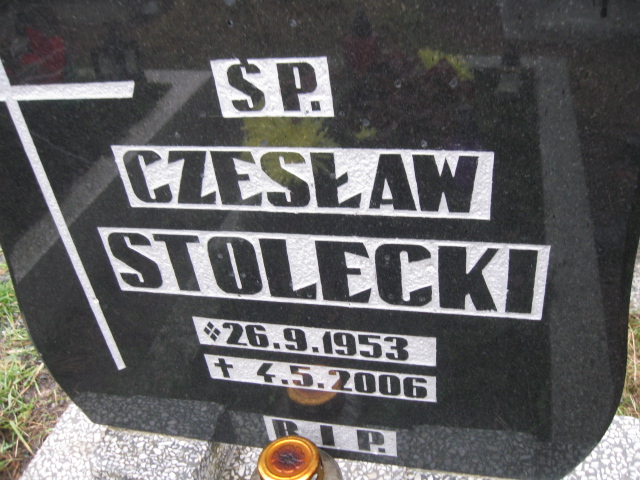 ŚP.
CZESŁAW
STOLECKI
26.9.1953
† 4.5.2006
R I P.